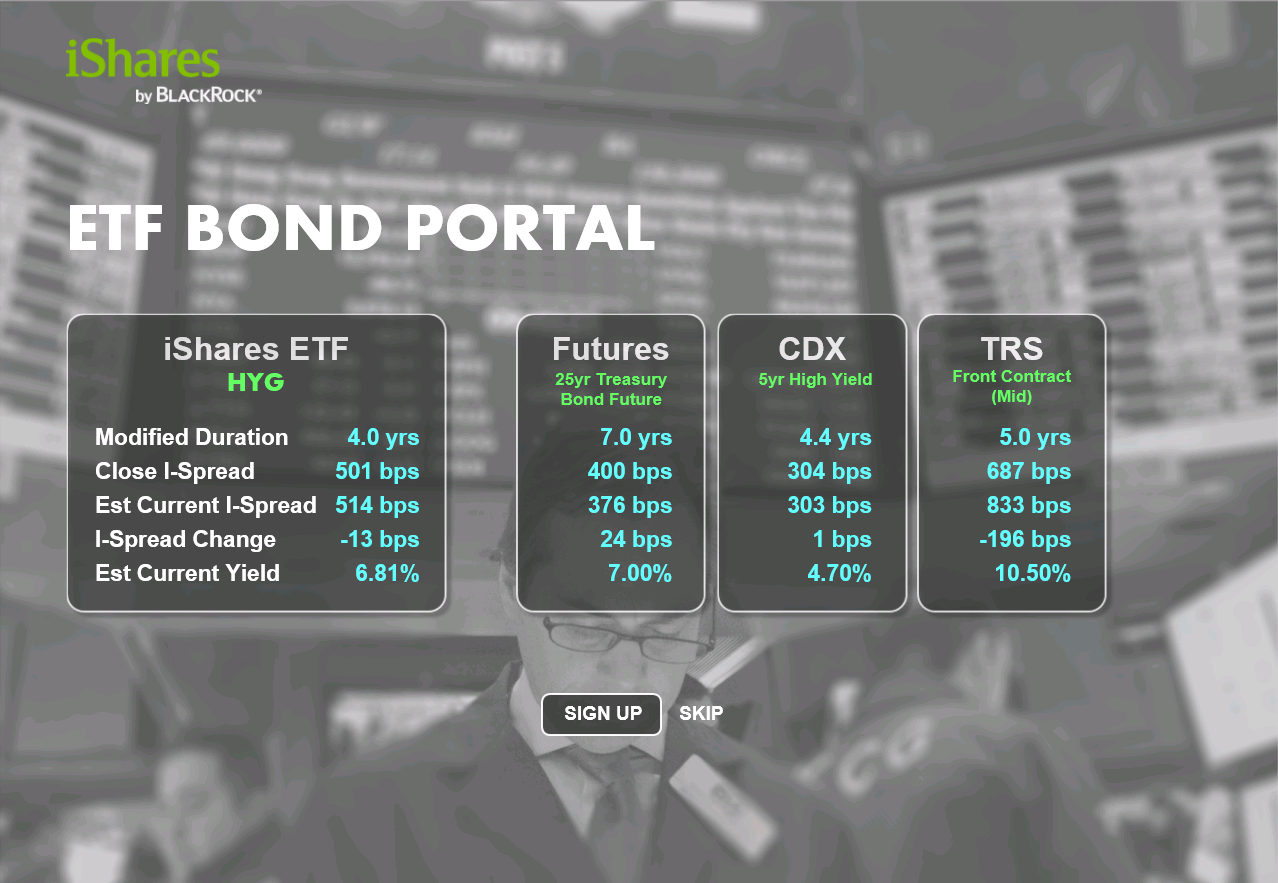 iShares
by BLACKROCK®
ETF BOND PORTAL
iShares ETF
HYG
Modified Duration 4.0 yrs
Close I-Spread 501 bps
Est Current I-Spread 514 bps
I-Spread Change -13 bps
Est Current Yield 6.81%
Futures
25yr Treasury
Bond Future
7.0 yrs
400 bps
376 bps
24 bps
7.00%
CDX
5yr High Yield
4.4 yrs
304 bps
303 bps
1 bps
4.70%
TRS
Front Contract
(Mid)
5.0 yrs
687 bps
833 bps
-196 bps
10.50%
SIGN UP SKIP